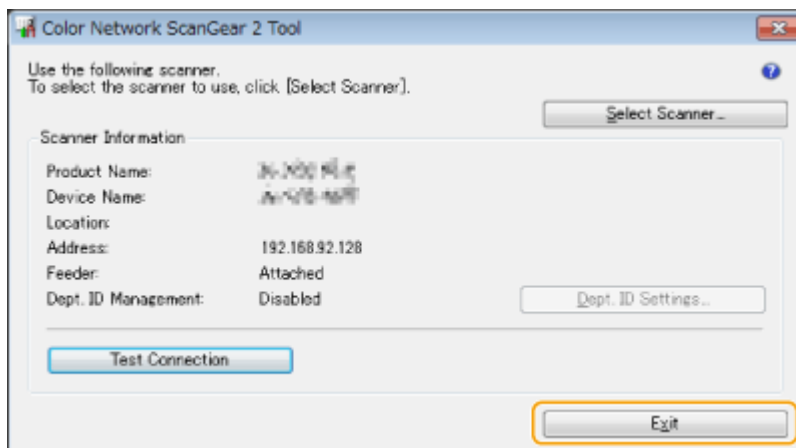 Color Network ScanGear 2 Tool
Use the following scanner.
To select the scanner to use, click [Select Scanner].
Select Scanner...
Scanner Information
Product Name:
Device Name:
Location:
Address: 192.168.92.128
Feeder: Attached
Dept. ID Management: Disabled
Dept. ID Settings...
Test Connection
Exit